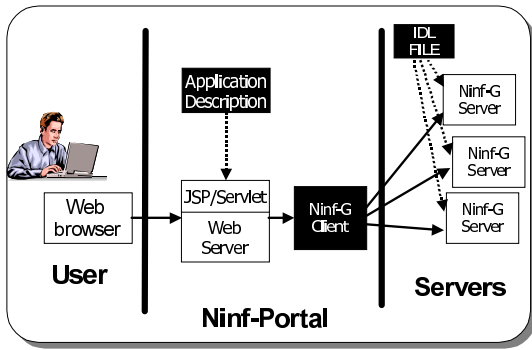 IDL
FILE
Application
Description
Ninf-G
Server
Ninf-G
Server
Ninf-G
Server
JSP/Servlet
Web
Server
Ninf-G
Client
Web
browser
User
Ninf-Portal
Servers